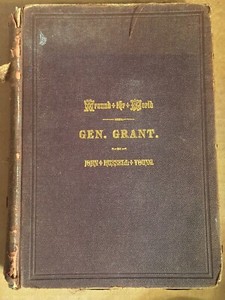 Around the World
GEN. GRANT.
JOHN RUSSELL YOUNG